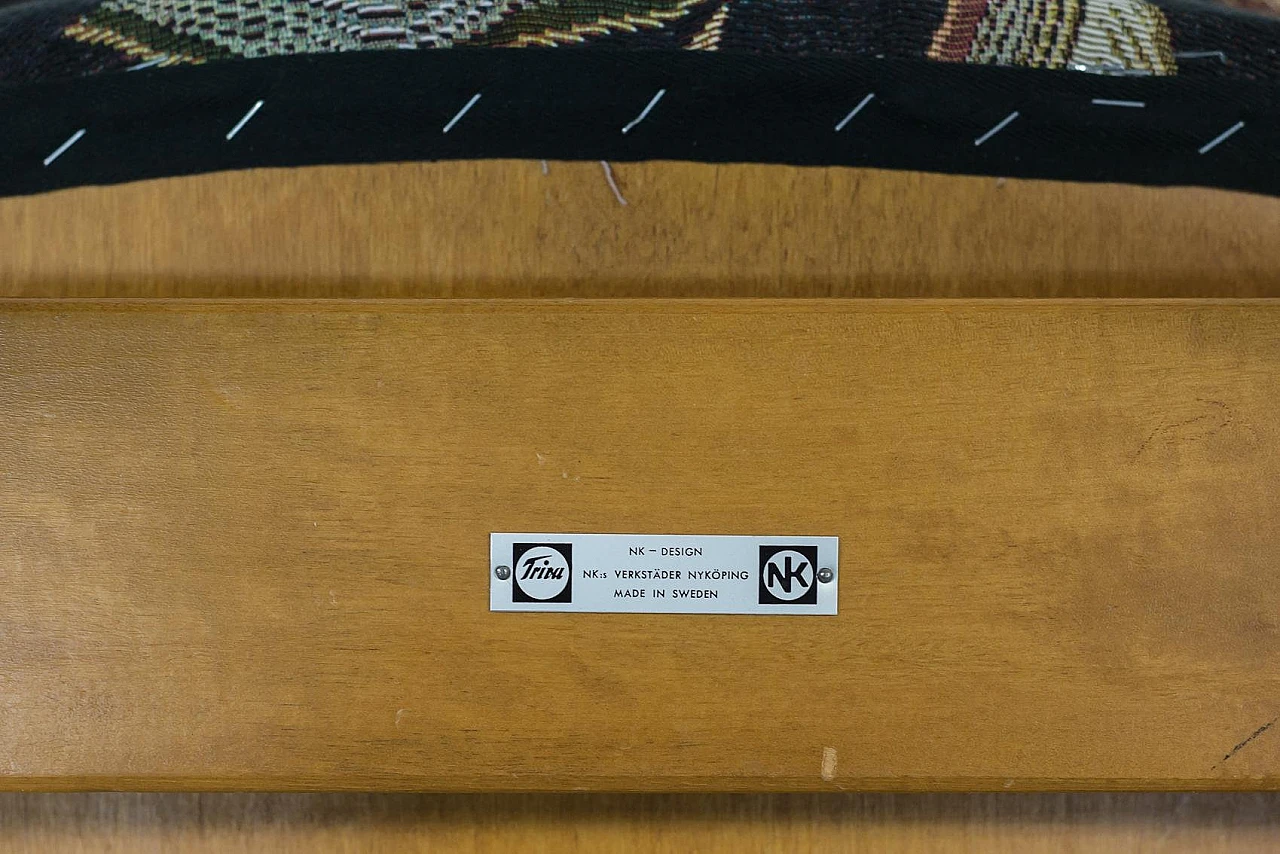 Triva
NK – DESIGN
NK:s VERKSTÄDER NYKÖPING
MADE IN SWEDEN
NK